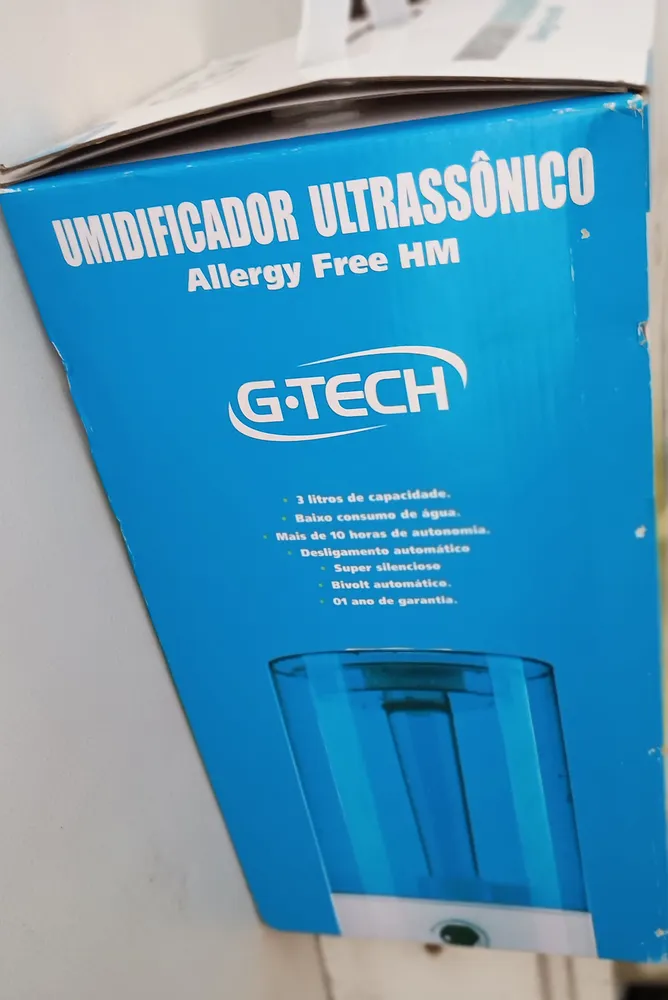 UMIDIFICADOR ULTRASSÔNICO
Allergy Free HM
G·TECH
• 3 litros de capacidade.
• Baixo consumo de água.
• Mais de 10 horas de autonomia.
• Desligamento automático
• Super silencioso
• Bivolt automático.
• 01 ano de garantia.